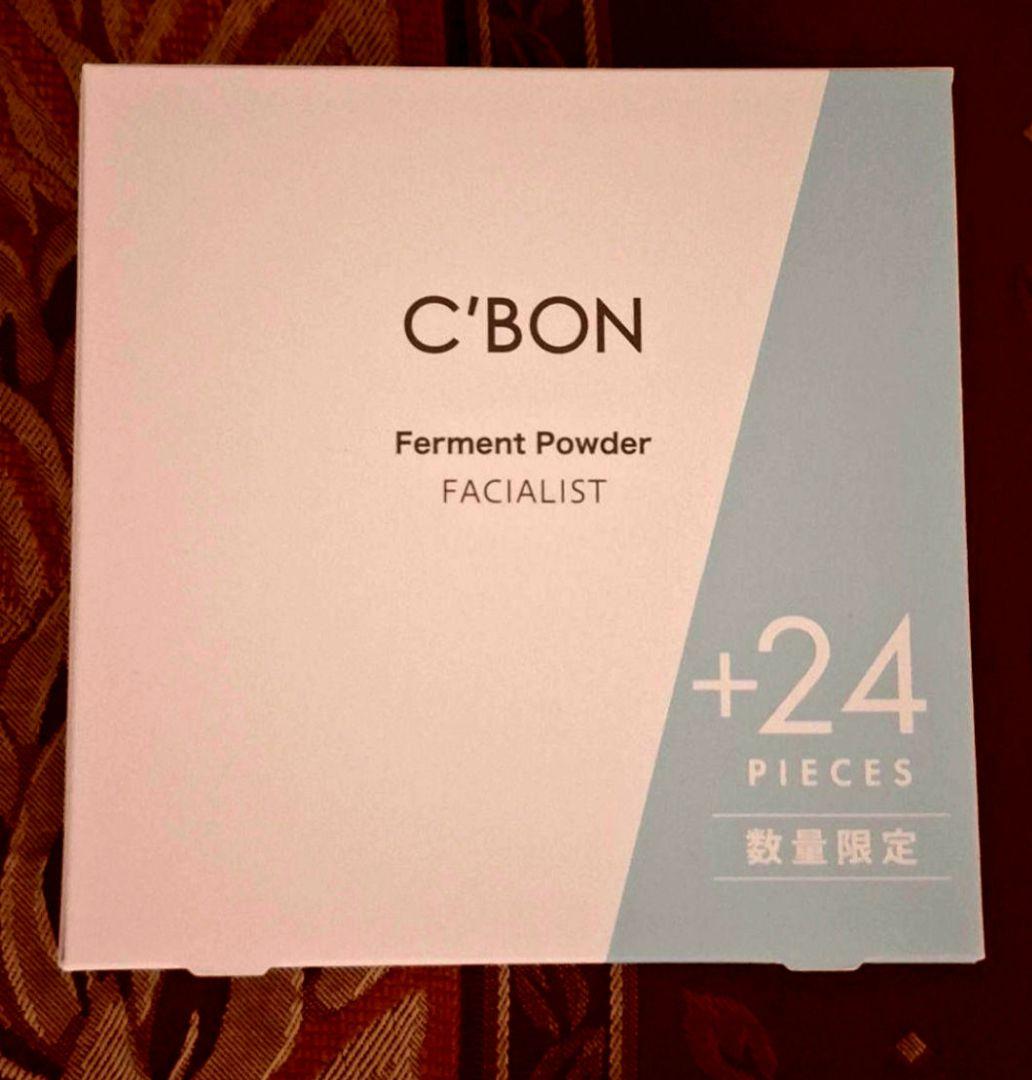 C'BON
Ferment Powder
FACIALIST
+24
PIECES
数量限定